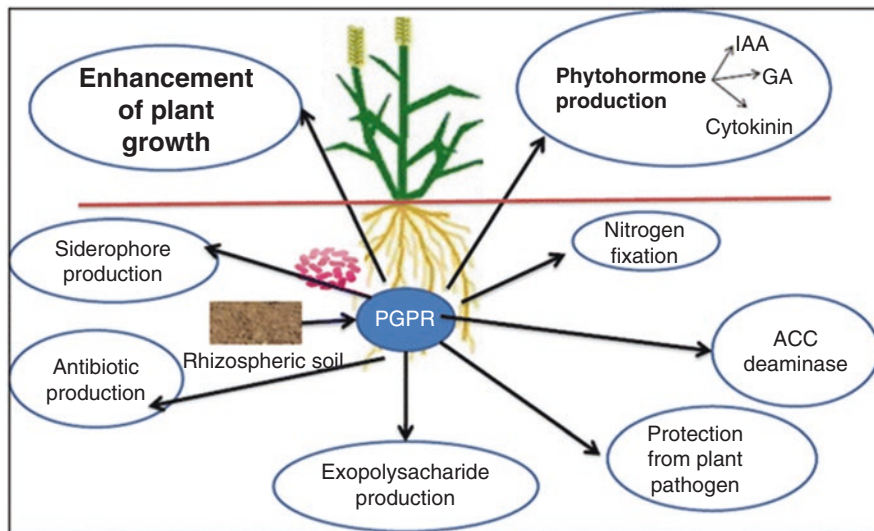 Enhancement
of plant
growth
Phytohormone
production
IAA
GA
Cytokinin
Siderophore
production
Nitrogen
fixation
PGPR
Rhizospheric soil
ACC
deaminase
Antibiotic
production
Protection
from plant
pathogen
Exopolysacharide
production